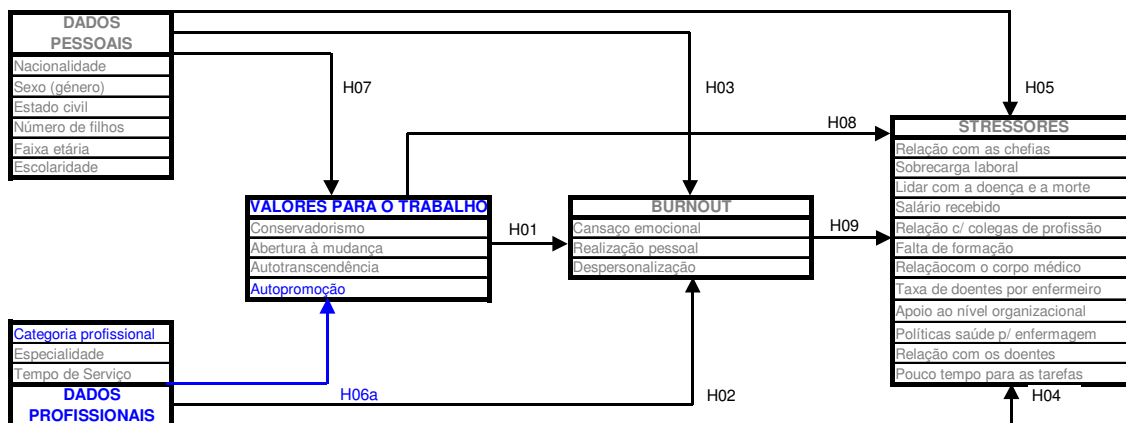 DADOS
PESSOAIS
Nacionalidade
Sexo (género)
Estado civil
Número de filhos
Faixa etária
Escolaridade
H07
H03
H05
H08
STRESSORES
Relação com as chefias
Sobrecarga laboral
Lidar com a doença e a morte
Salário recebido
Relação c/ colegas de profissão
Falta de formação
Relaçãocom o corpo médico
Taxa de doentes por enfermeiro
Apoio ao nível organizacional
Políticas saúde p/ enfermagem
Relação com os doentes
Pouco tempo para as tarefas
VALORES PARA O TRABALHO
Conservadorismo
Abertura à mudança
Autotranscendência
Autopromoção
H01
BURNOUT
Cansaço emocional
Realização pessoal
Despersonalização
H09
Categoria profissional
Especialidade
Tempo de Serviço
DADOS
PROFISSIONAIS
H06a
H02
H04